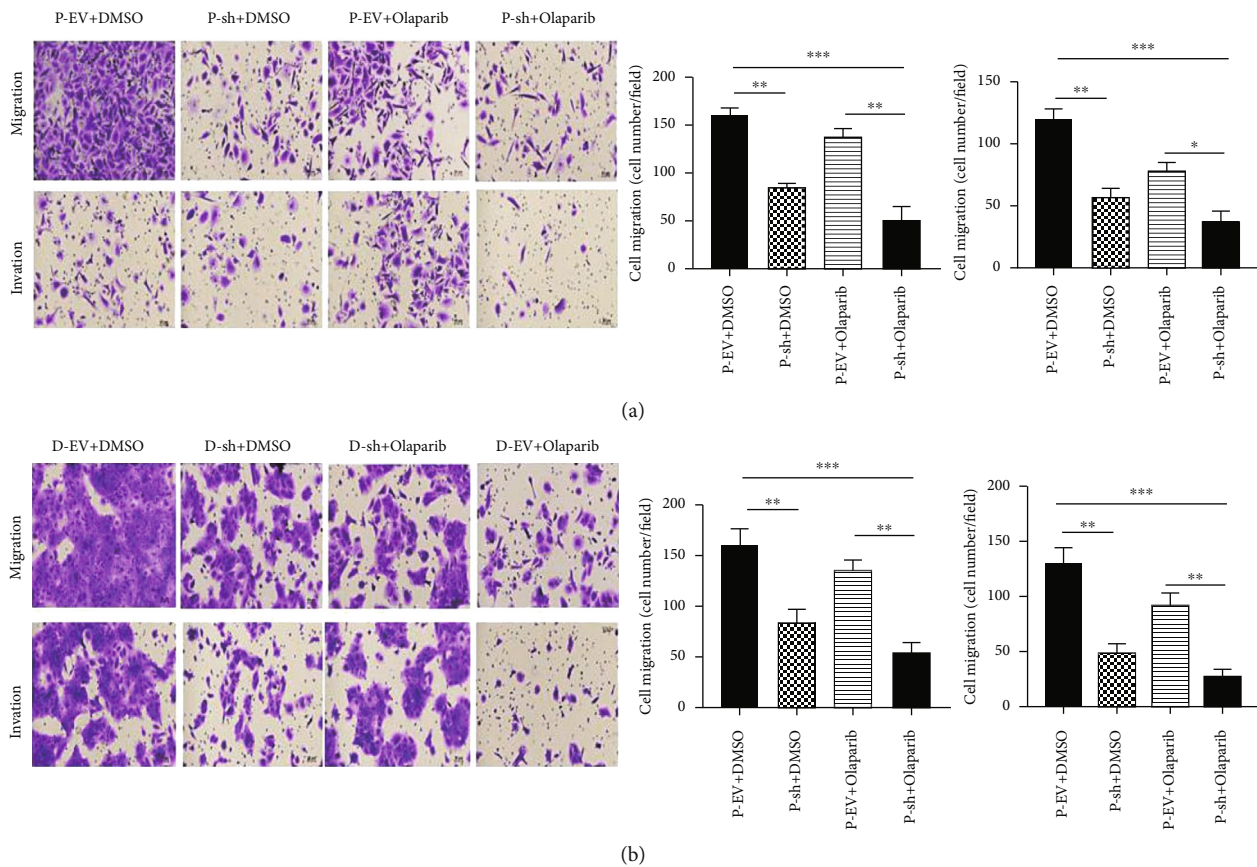 P-EV+DMSO P-sh+DMSO P-EV+Olaparib P-sh+Olaparib
Migration
Invation
Cell migration (cell number/field)
200
150
100
50
0
***
**
**
P-EV+DMSO
P-sh+DMSO
P-EV+Olaparib
P-sh+Olaparib
Cell migration (cell number/field)
150
100
50
0
***
**
*
P-EV+DMSO
P-sh+DMSO
P-EV+Olaparib
P-sh+Olaparib
(a)
D-EV+DMSO D-sh+DMSO D-sh+Olaparib D-EV+Olaparib
Migration
Invation
Cell migration (cell number/field)
200
150
100
50
0
***
**
**
P-EV+DMSO
P-sh+DMSO
P-EV+Olaparib
P-sh+Olaparib
Cell migration (cell number/field)
200
150
100
50
0
***
**
**
P-EV+DMSO
P-sh+DMSO
P-EV+Olaparib
P-sh+Olaparib
(b)